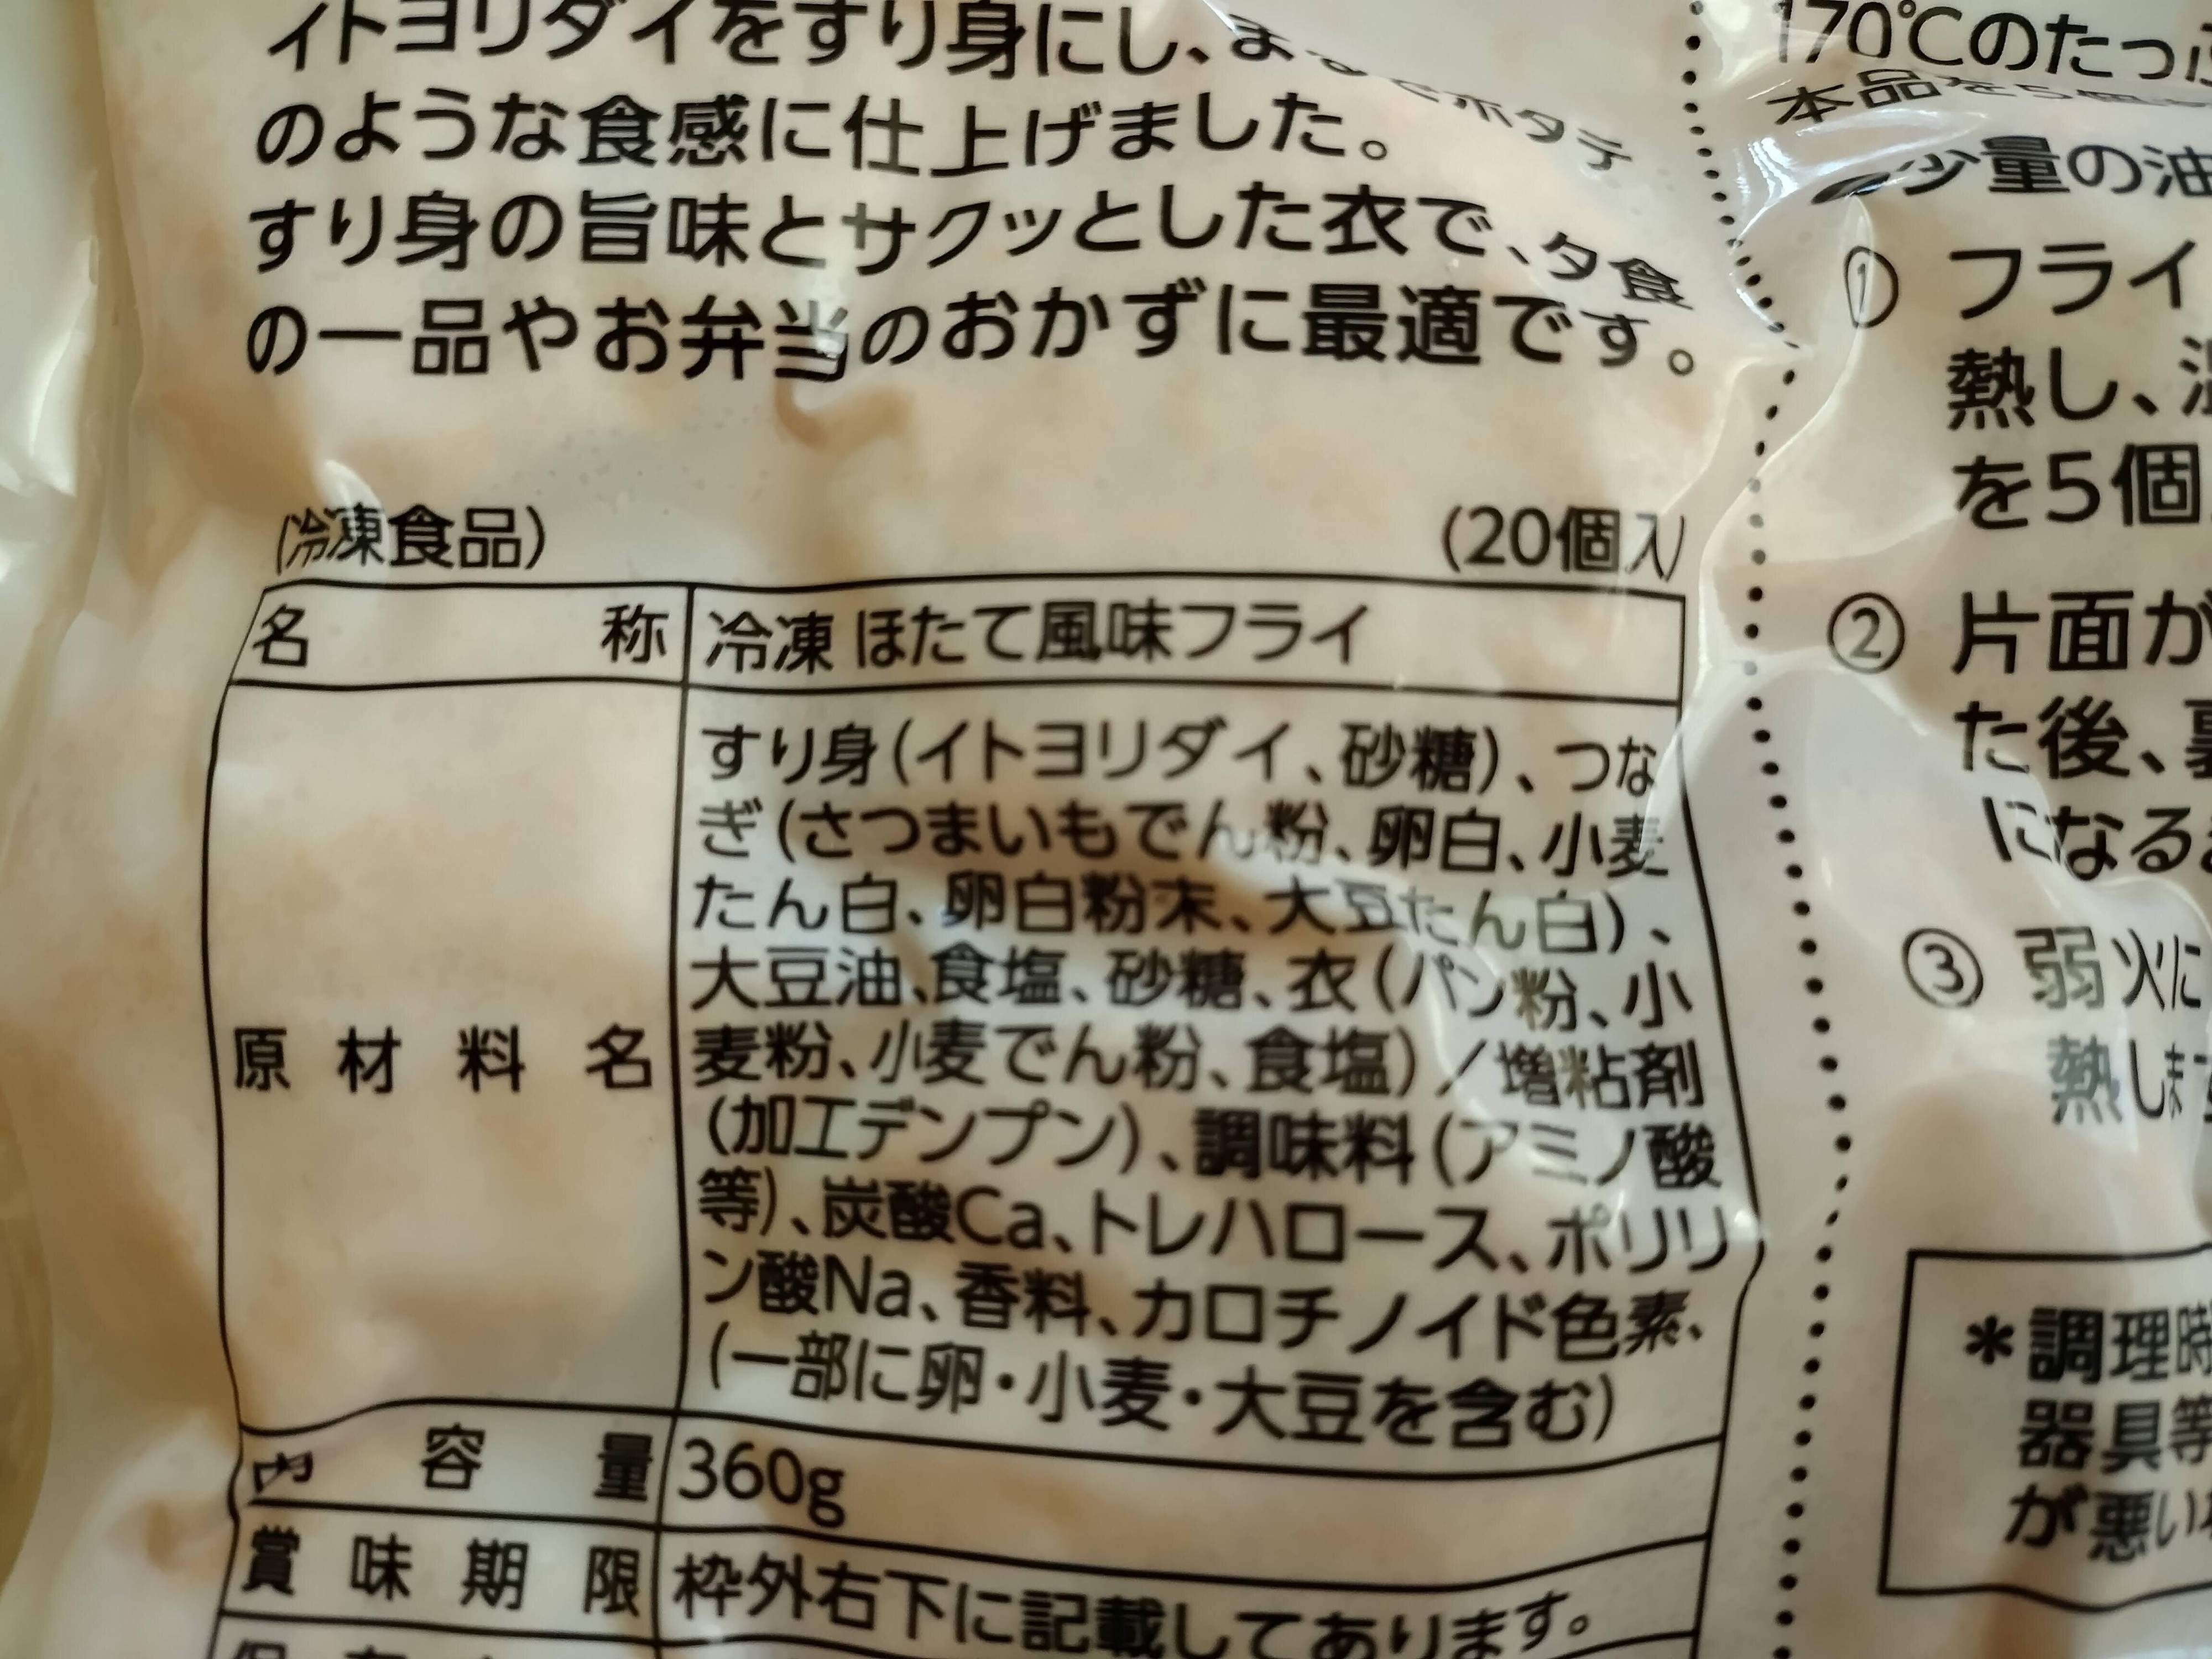 イトヨリダイをすり身にし、まるでホタテ
のような食感に仕上げました。
すり身の旨味とサクッとした衣で、夕食
の一品やお弁当のおかずに最適です。
(冷凍食品)
(20個入)
名称 冷凍 ほたて風味フライ
原材料名
すり身(イトヨリダイ、砂糖)、つな
ぎ(さつまいもでん粉、卵白、小麦
たん白、卵白粉末、大豆たん白)、
大豆油、食塩、砂糖、衣(パン粉、小
麦粉、小麦でん粉、食塩)/増粘剤
(加工デンプン)、調味料(アミノ酸
等)、炭酸Ca、トレハロース、ポリリ
ン酸Na、香料、カロチノイド色素、
(一部に卵・小麦・大豆を含む)
内容量 360g
賞味期限 枠外右下に記載してあります。
170℃のたっ
本品を5
少量の油
① フライ
熱し、
を5個
② 片面が
た後、
になる
③ 弱火に
熱しま
*調理時
器具等
が悪い